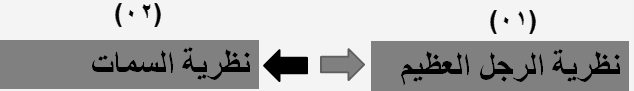 (٠١)
نظرية الرجل العظيم
(٠٢)
نظرية السمات